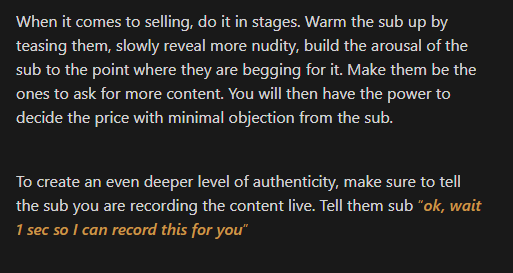 When it comes to selling, do it in stages. Warm the sub up by
teasing them, slowly reveal more nudity, build the arousal of the
sub to the point where they are begging for it. Make them be the
ones to ask for more content. You will then have the power to
decide the price with minimal objection from the sub.
To create an even deeper level of authenticity, make sure to tell
the sub you are recording the content live. Tell them sub "ok, wait
1 sec so I can record this for you"